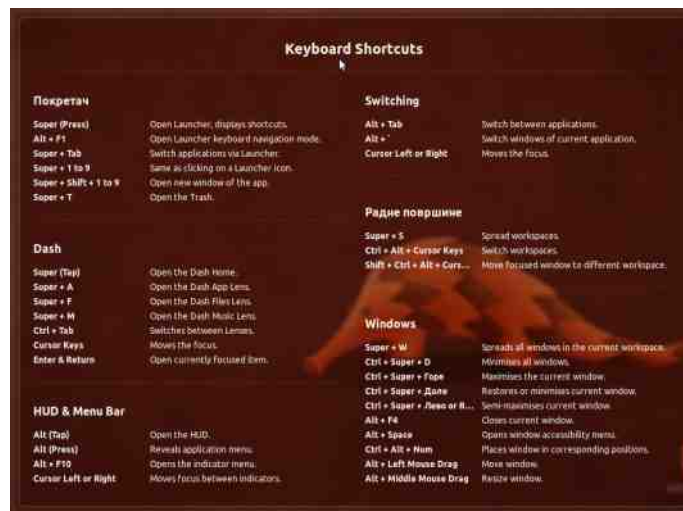 Keyboard Shortcuts
Покретач
Super (Press) Open Launcher, displays shortcuts.
Alt + F1 Open Launcher keyboard navigation mode.
Super + Tab Switch applications via Launcher.
Super + 1 to 9 Same as clicking on a Launcher icon.
Super + Shift + 1 to 9 Open new window of the app.
Super + T Open the Trash.
Dash
Super (Tap) Open the Dash Home.
Super + A Open the Dash App Lens.
Super + F Open the Dash Files Lens.
Super + M Open the Dash Music Lens.
Ctrl + Tab Switches between Lenses.
Cursor Keys Moves the focus.
Enter & Return Open currently focused item.
HUD & Menu Bar
Alt (Tap) Open the HUD.
Alt (Press) Reveals application menu.
Alt + F10 Opens the indicator menu.
Cursor Left or Right Moves focus between indicators.
Switching
Alt + Tab Switch between applications.
Alt + ` Switch windows of current application.
Cursor Left or Right Moves the focus.
Радне површине
Super + S Spread workspaces.
Ctrl + Alt + Cursor Keys Switch workspaces.
Shift + Ctrl + Alt + Curs... Move focused window to different workspace.
Windows
Super + W Spreads all windows in the current workspace.
Ctrl + Super + D Minimises all windows.
Ctrl + Super + Горе Maximises the current window.
Ctrl + Super + Доле Restores or minimises current window.
Ctrl + Super + Лево or R... Semi-maximises current window.
Alt + F4 Closes current window.
Alt + Space Opens window accessibility menu.
Ctrl + Alt + Num Places window in corresponding positions.
Alt + Left Mouse Drag Move window.
Alt + Middle Mouse Drag Resize window.